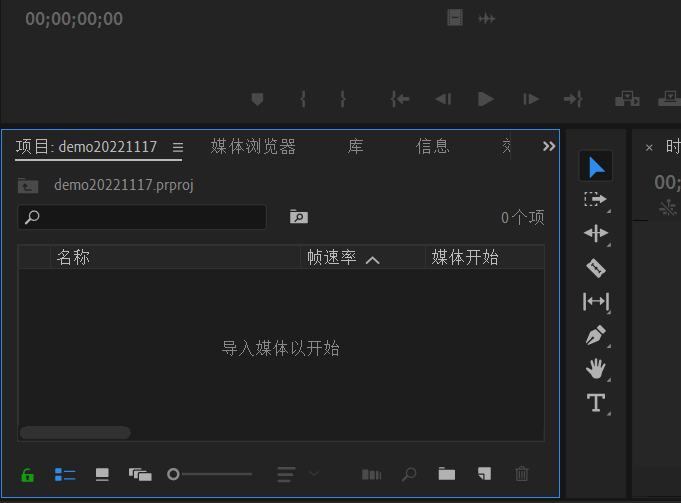 00;00;00;00
项目: demo20221117
媒体浏览器
库
信息
× 时
demo20221117.prproj
00;
0个项
名称
帧速率
媒体开始
导入媒体以开始
T